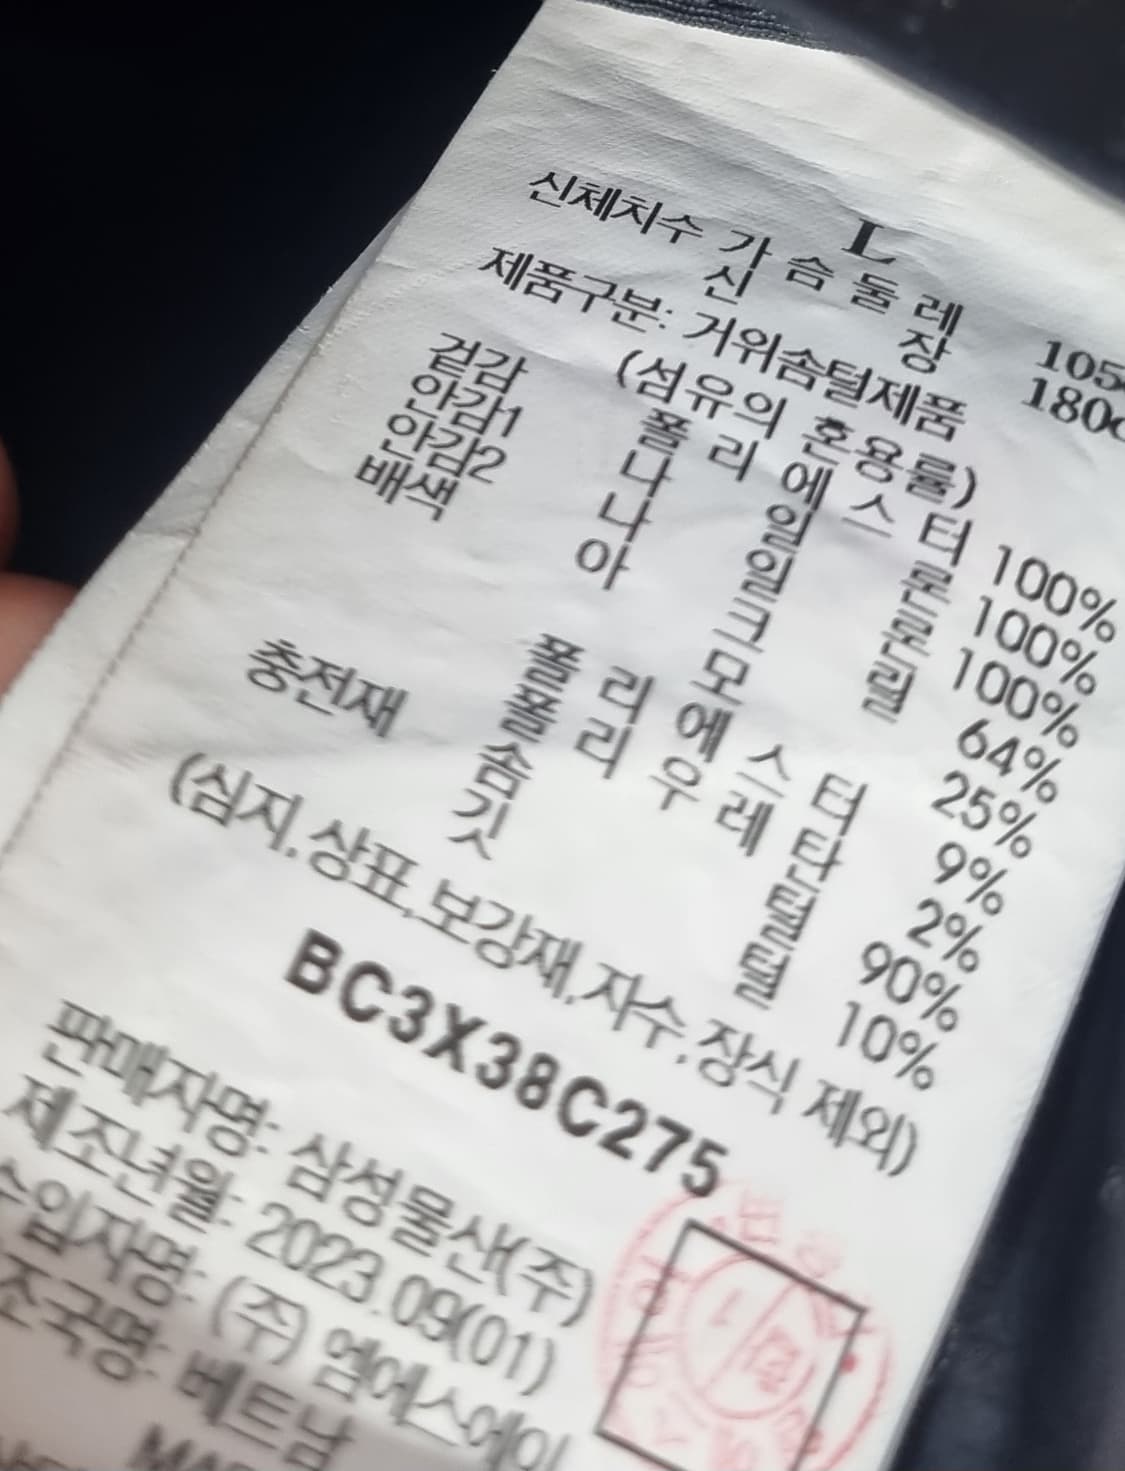 L
신체치수 가슴둘레 105
신장 180
제품구분: 거위솜털제품
(섬유의 혼용률)
겉감 폴리에스터 100%
안감1 나일론 100%
안감2 나일론 100%
배색 아크릴 64%
모 25%
폴리에스터 9%
폴리우레탄 2%
충전재 솜털 90%
깃털 10%
(심지,상표,보강재,자수,장식 제외)
BC3X38C275
판매자명: 삼성물산(주)
제조년월: 2023.09(01)
수입자명: (주) 엠에스에이
조국명: 베트남